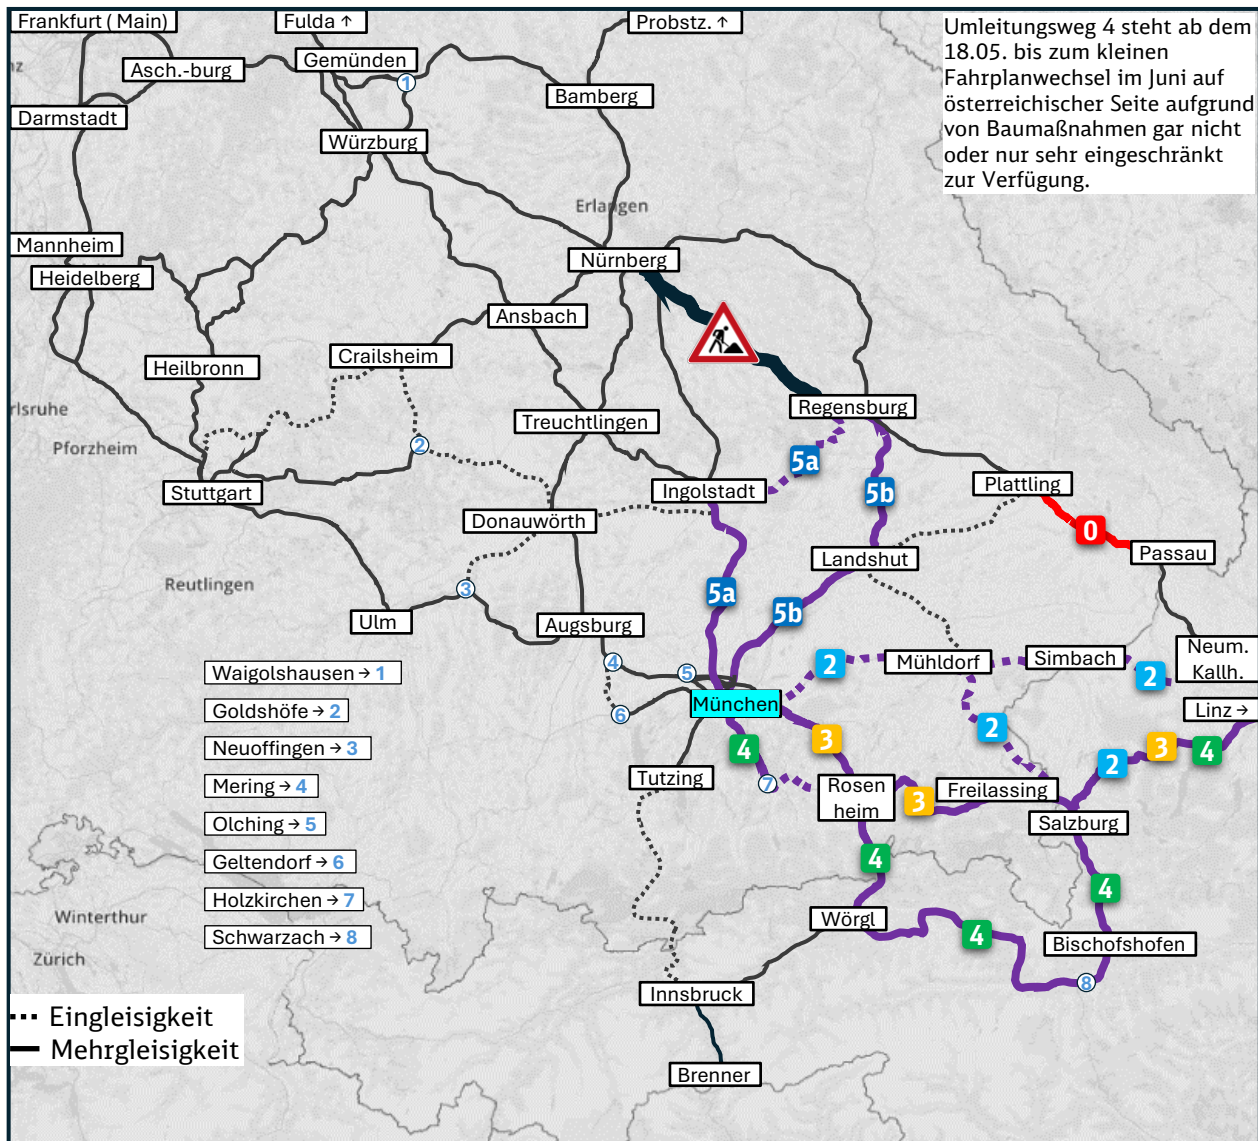 Frankfurt ( Main)
Fulda ↑
Probstz. ↑
Umleitungsweg 4 steht ab dem
18.05. bis zum kleinen
Fahrplanwechsel im Juni auf
österreichischer Seite aufgrund
von Baumaßnahmen gar nicht
oder nur sehr eingeschränkt
zur Verfügung.
nz
Asch.-burg
Gemünden
1
Bamberg
Darmstadt
Würzburg
Erlangen
Mannheim
Heidelberg
Nürnberg
Ansbach
Crailsheim
Heilbronn
rlsruhe
Pforzheim
Treuchtlingen
Regensburg
2
5a
5b
Stuttgart
Ingolstadt
Plattling
Donauwörth
0
Passau
Landshut
Reutlingen
3
5a
5b
Ulm
Augsburg
4
5
6
München
2
Mühldorf
Simbach
2
Neum.
Kallh.
Linz →
Waigolshausen → 1
Goldshöfe → 2
Neuoffingen → 3
Mering → 4
Olching → 5
Geltendorf → 6
Holzkirchen → 7
Schwarzach → 8
4
3
2
2
3
4
Tutzing
7
Rosen
heim
3
Freilassing
Salzburg
4
4
Winterthur
Zürich
Wörgl
4
Bischofshofen
8
Innsbruck
Brenner
Eingleisigkeit
Mehrgleisigkeit